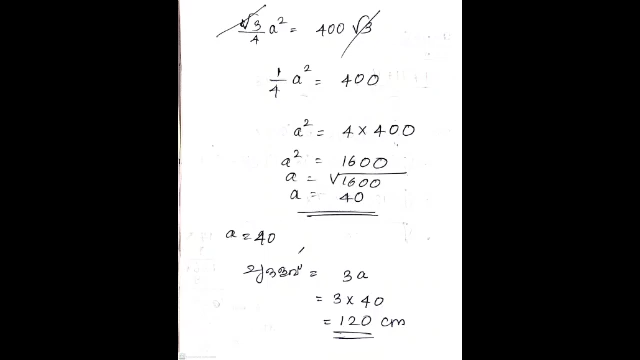 √3/4 a² = 400 √3
1/4 a² = 400
a² = 4 × 400
a² = 1600
a = √1600
a = 40
a = 40
= 3a
= 3 × 40
= 120 cm